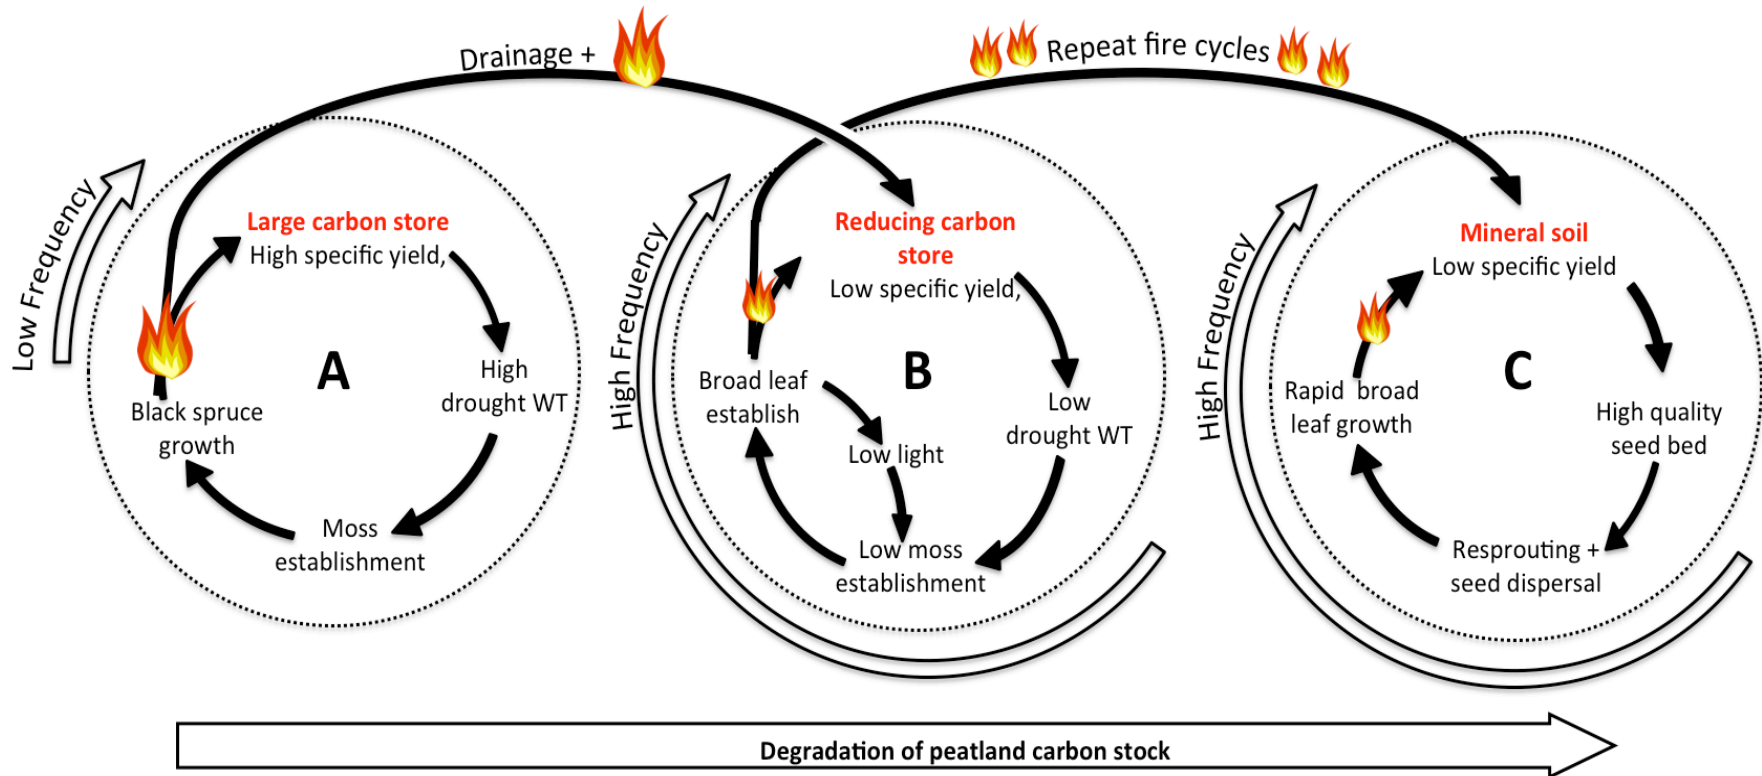 Drainage +
Repeat fire cycles
Low Frequency
Large carbon store
High specific yield,
A
High
drought WT
Moss
establishment
Black spruce
growth
High Frequency
Reducing carbon
store
Low specific yield,
B
Low
drought WT
Low moss
establishment
Broad leaf
establish
Low light
High Frequency
Mineral soil
Low specific yield
C
High quality
seed bed
Resprouting +
seed dispersal
Rapid broad
leaf growth
Degradation of peatland carbon stock